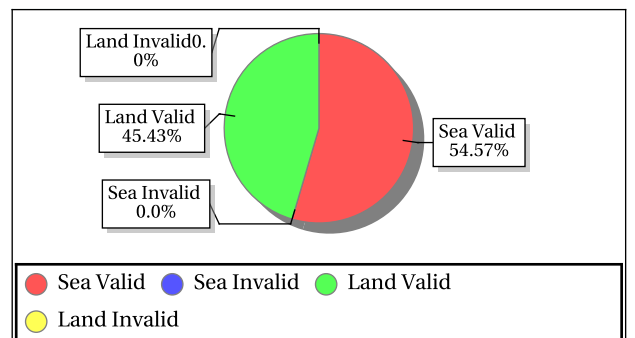 Land Invalid0.
0%
Land Valid
45.43%
Sea Valid
54.57%
Sea Invalid
0.0%
Sea Valid Sea Invalid Land Valid
Land Invalid